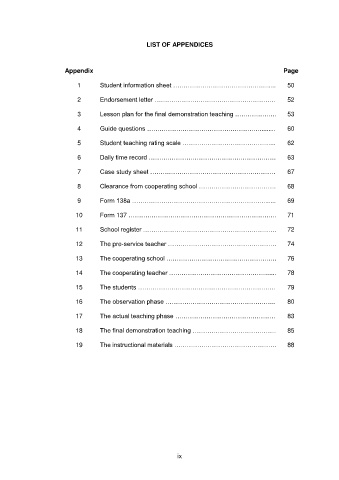 LIST OF APPENDICES
Appendix Page
1 Student information sheet ………………………………………….. 50
2 Endorsement letter ………………………………………………….. 52
3 Lesson plan for the final demonstration teaching ………………… 53
4 Guide questions …………………………………………………….. 60
5 Student teaching rating scale ………………………………………. 62
6 Daily time record …………………………………………………….. 63
7 Case study sheet ……………………………………………………. 67
8 Clearance from cooperating school ……………………………….. 68
9 Form 138a ……………………………………………………………. 69
10 Form 137 ……………………………………………………………… 71
11 School register ……………………………………………………….. 72
12 The pre-service teacher …………………………………………….. 74
13 The cooperating school ……………………………………………… 76
14 The cooperating teacher …………………………………………….. 78
15 The students …………………………………………………………. 79
16 The observation phase ……………………………………………… 80
17 The actual teaching phase …………………………………………. 83
18 The final demonstration teaching ………………………………….. 85
19 The instructional materials ………………………………………….. 88
ix